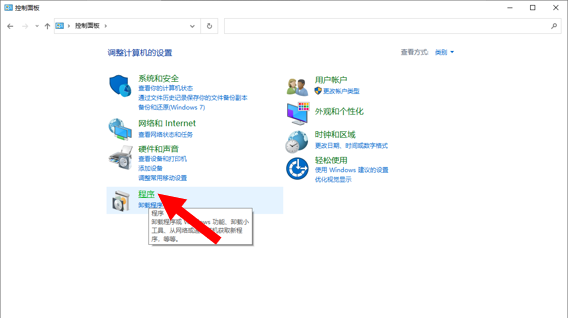 控制面板
控制面板
调整计算机的设置
查看方式:
类别
系统和安全
查看你的计算机状态
通过文件历史记录保存你的文件备份副本
备份和还原(Windows 7)
网络和 Internet
查看网络状态和任务
硬件和声音
查看设备和打印机
添加设备
调整常用移动设置
程序
卸载程序
程序
卸载程序或 Windows 功能，卸载小
工具，从网络或
获取新程
序，等等。
用户帐户
更改帐户类型
外观和个性化
时钟和区域
更改日期、时间或数字格式
轻松使用
使用 Windows 建议的设置
优化视觉显示